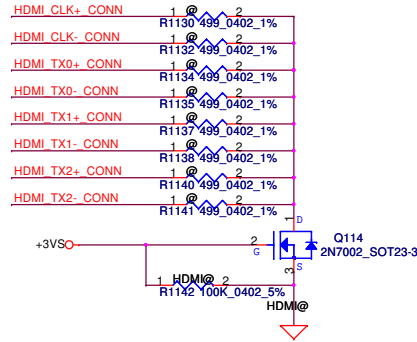 HDMI_CLK+_CONN 1 @ 2
R1130 499_0402_1%
HDMI_CLK-_CONN 1 @ 2
R1132 499_0402_1%
HDMI_TX0+_CONN 1 @ 2
R1134 499_0402_1%
HDMI_TX0-_CONN 1 @ 2
R1135 499_0402_1%
HDMI_TX1+_CONN 1 @ 2
R1137 499_0402_1%
HDMI_TX1-_CONN 1 @ 2
R1138 499_0402_1%
HDMI_TX2+_CONN 1 @ 2
R1140 499_0402_1%
HDMI_TX2-_CONN 1 @ 2
R1141 499_0402_1%
1 D
+3VS 2 G Q114
2N7002_SOT23-3
3 S
1 HDMI@ 2
R1142 100K_0402_5%
HDMI@